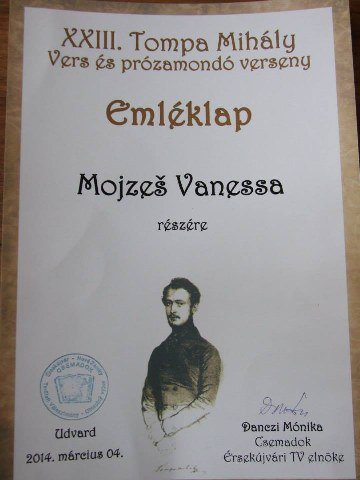 XXIII. Tompa Mihály
Vers és prózamondó verseny
Emléklap
Mojzeš Vanessa
részére
CSEMADOK
Udvard
2014. március 04.
Danczi Mónika
Csemadok
Érsekújvári TV elnöke